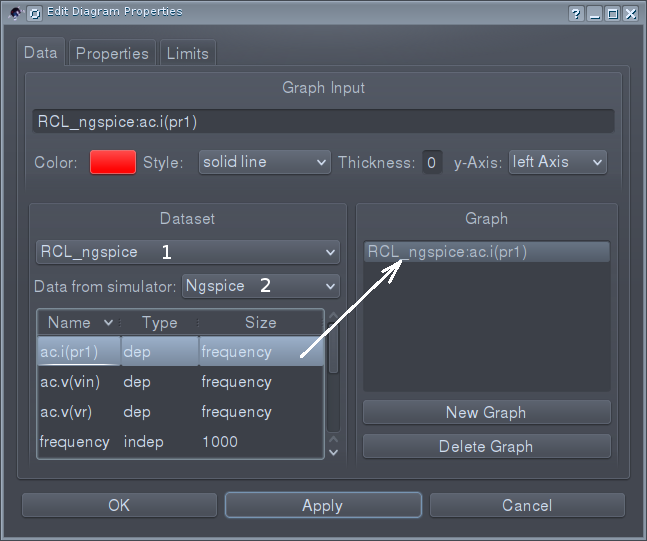 Edit Diagram Properties
Data Properties Limits
Graph Input
RCL_ngspice:ac.i(pr1)
Color: Style: solid line Thickness: 0 y-Axis: left Axis
Dataset
RCL_ngspice 1
Data from simulator: Ngspice 2
Name Type Size
ac.i(pr1) dep frequency
ac.v(vin) dep frequency
ac.v(vr) dep frequency
frequency indep 1000
Graph
RCL_ngspice:ac.i(pr1)
New Graph
Delete Graph
OK Apply Cancel